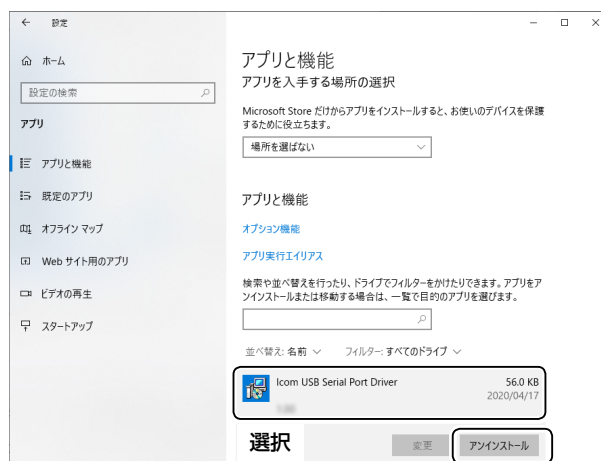 設定
ホーム
設定の検索
アプリ
アプリと機能
既定のアプリ
オフライン マップ
Web サイト用のアプリ
ビデオの再生
スタートアップ
アプリと機能
アプリを入手する場所の選択
Microsoft Store だけからアプリをインストールすると、お使いのデバイスを保護
するために役立ちます。
場所を選ばない
アプリと機能
オプション機能
アプリ実行エイリアス
検索や並べ替えを行ったり、ドライブでフィルターをかけたりできます。アプリをア
ンインストールまたは移動する場合は、一覧で目的のアプリを選びます。
並べ替え: 名前 フィルター: すべてのドライブ
Icom USB Serial Port Driver 56.0 KB
2020/04/17
選択 変更 アンインストール